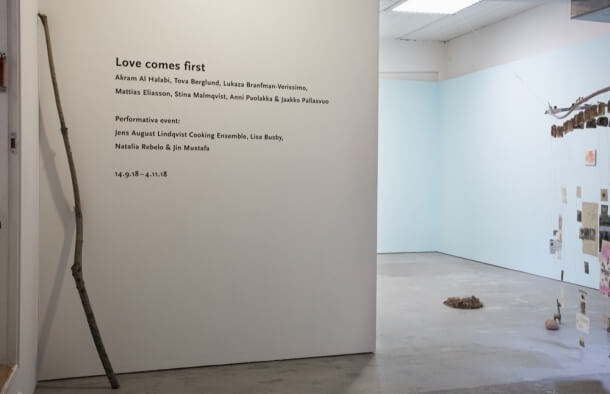 Love comes first
Akram Al Halabi, Tova Berglund, Lukaza Branfman-Verissimo,
Mattias Eliasson, Stina Malmqvist, Anni Puolakka & Jaakko Pallasvuo
Performativa event:
Jens August Lindqvist Cooking Ensemble, Lisa Busby,
Natalia Rebelo & Jin Mustafa
14.9.18 – 4.11.18